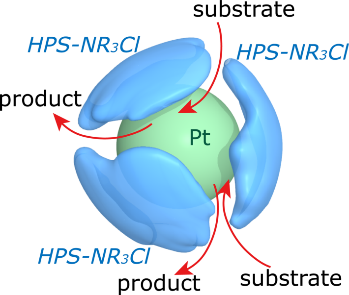 substrate
HPS-NR₃Cl
HPS-NR₃Cl
product
Pt
HPS-NR₃Cl
product
substrate